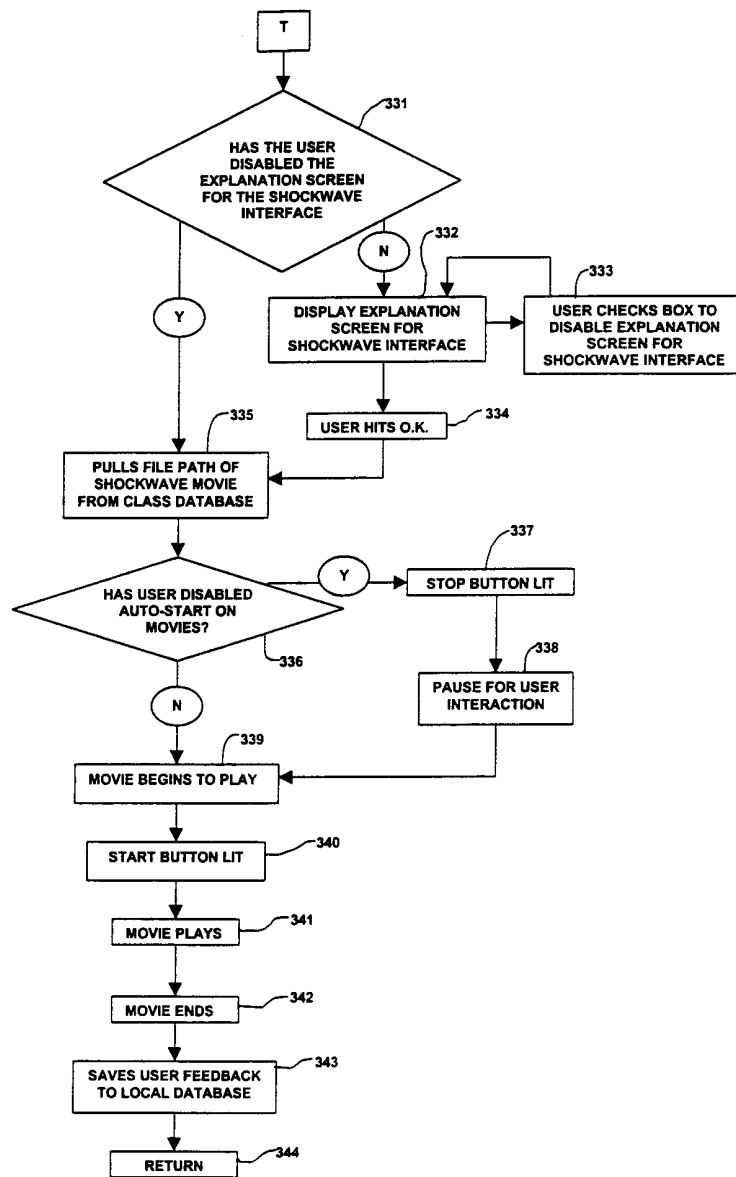 T
331
HAS THE USER
DISABLED THE
EXPLANATION SCREEN
FOR THE SHOCKWAVE
INTERFACE
N
332
333
Y
DISPLAY EXPLANATION
SCREEN FOR
SHOCKWAVE INTERFACE
USER CHECKS BOX TO
DISABLE EXPLANATION
SCREEN FOR
SHOCKWAVE INTERFACE
USER HITS O.K.
334
335
PULLS FILE PATH OF
SHOCKWAVE MOVIE
FROM CLASS DATABASE
HAS USER DISABLED
AUTO-START ON
MOVIES?
336
Y
337
STOP BUTTON LIT
338
PAUSE FOR USER
INTERACTION
N
339
MOVIE BEGINS TO PLAY
START BUTTON LIT
340
MOVIE PLAYS
341
MOVIE ENDS
342
SAVES USER FEEDBACK
TO LOCAL DATABASE
343
RETURN
344